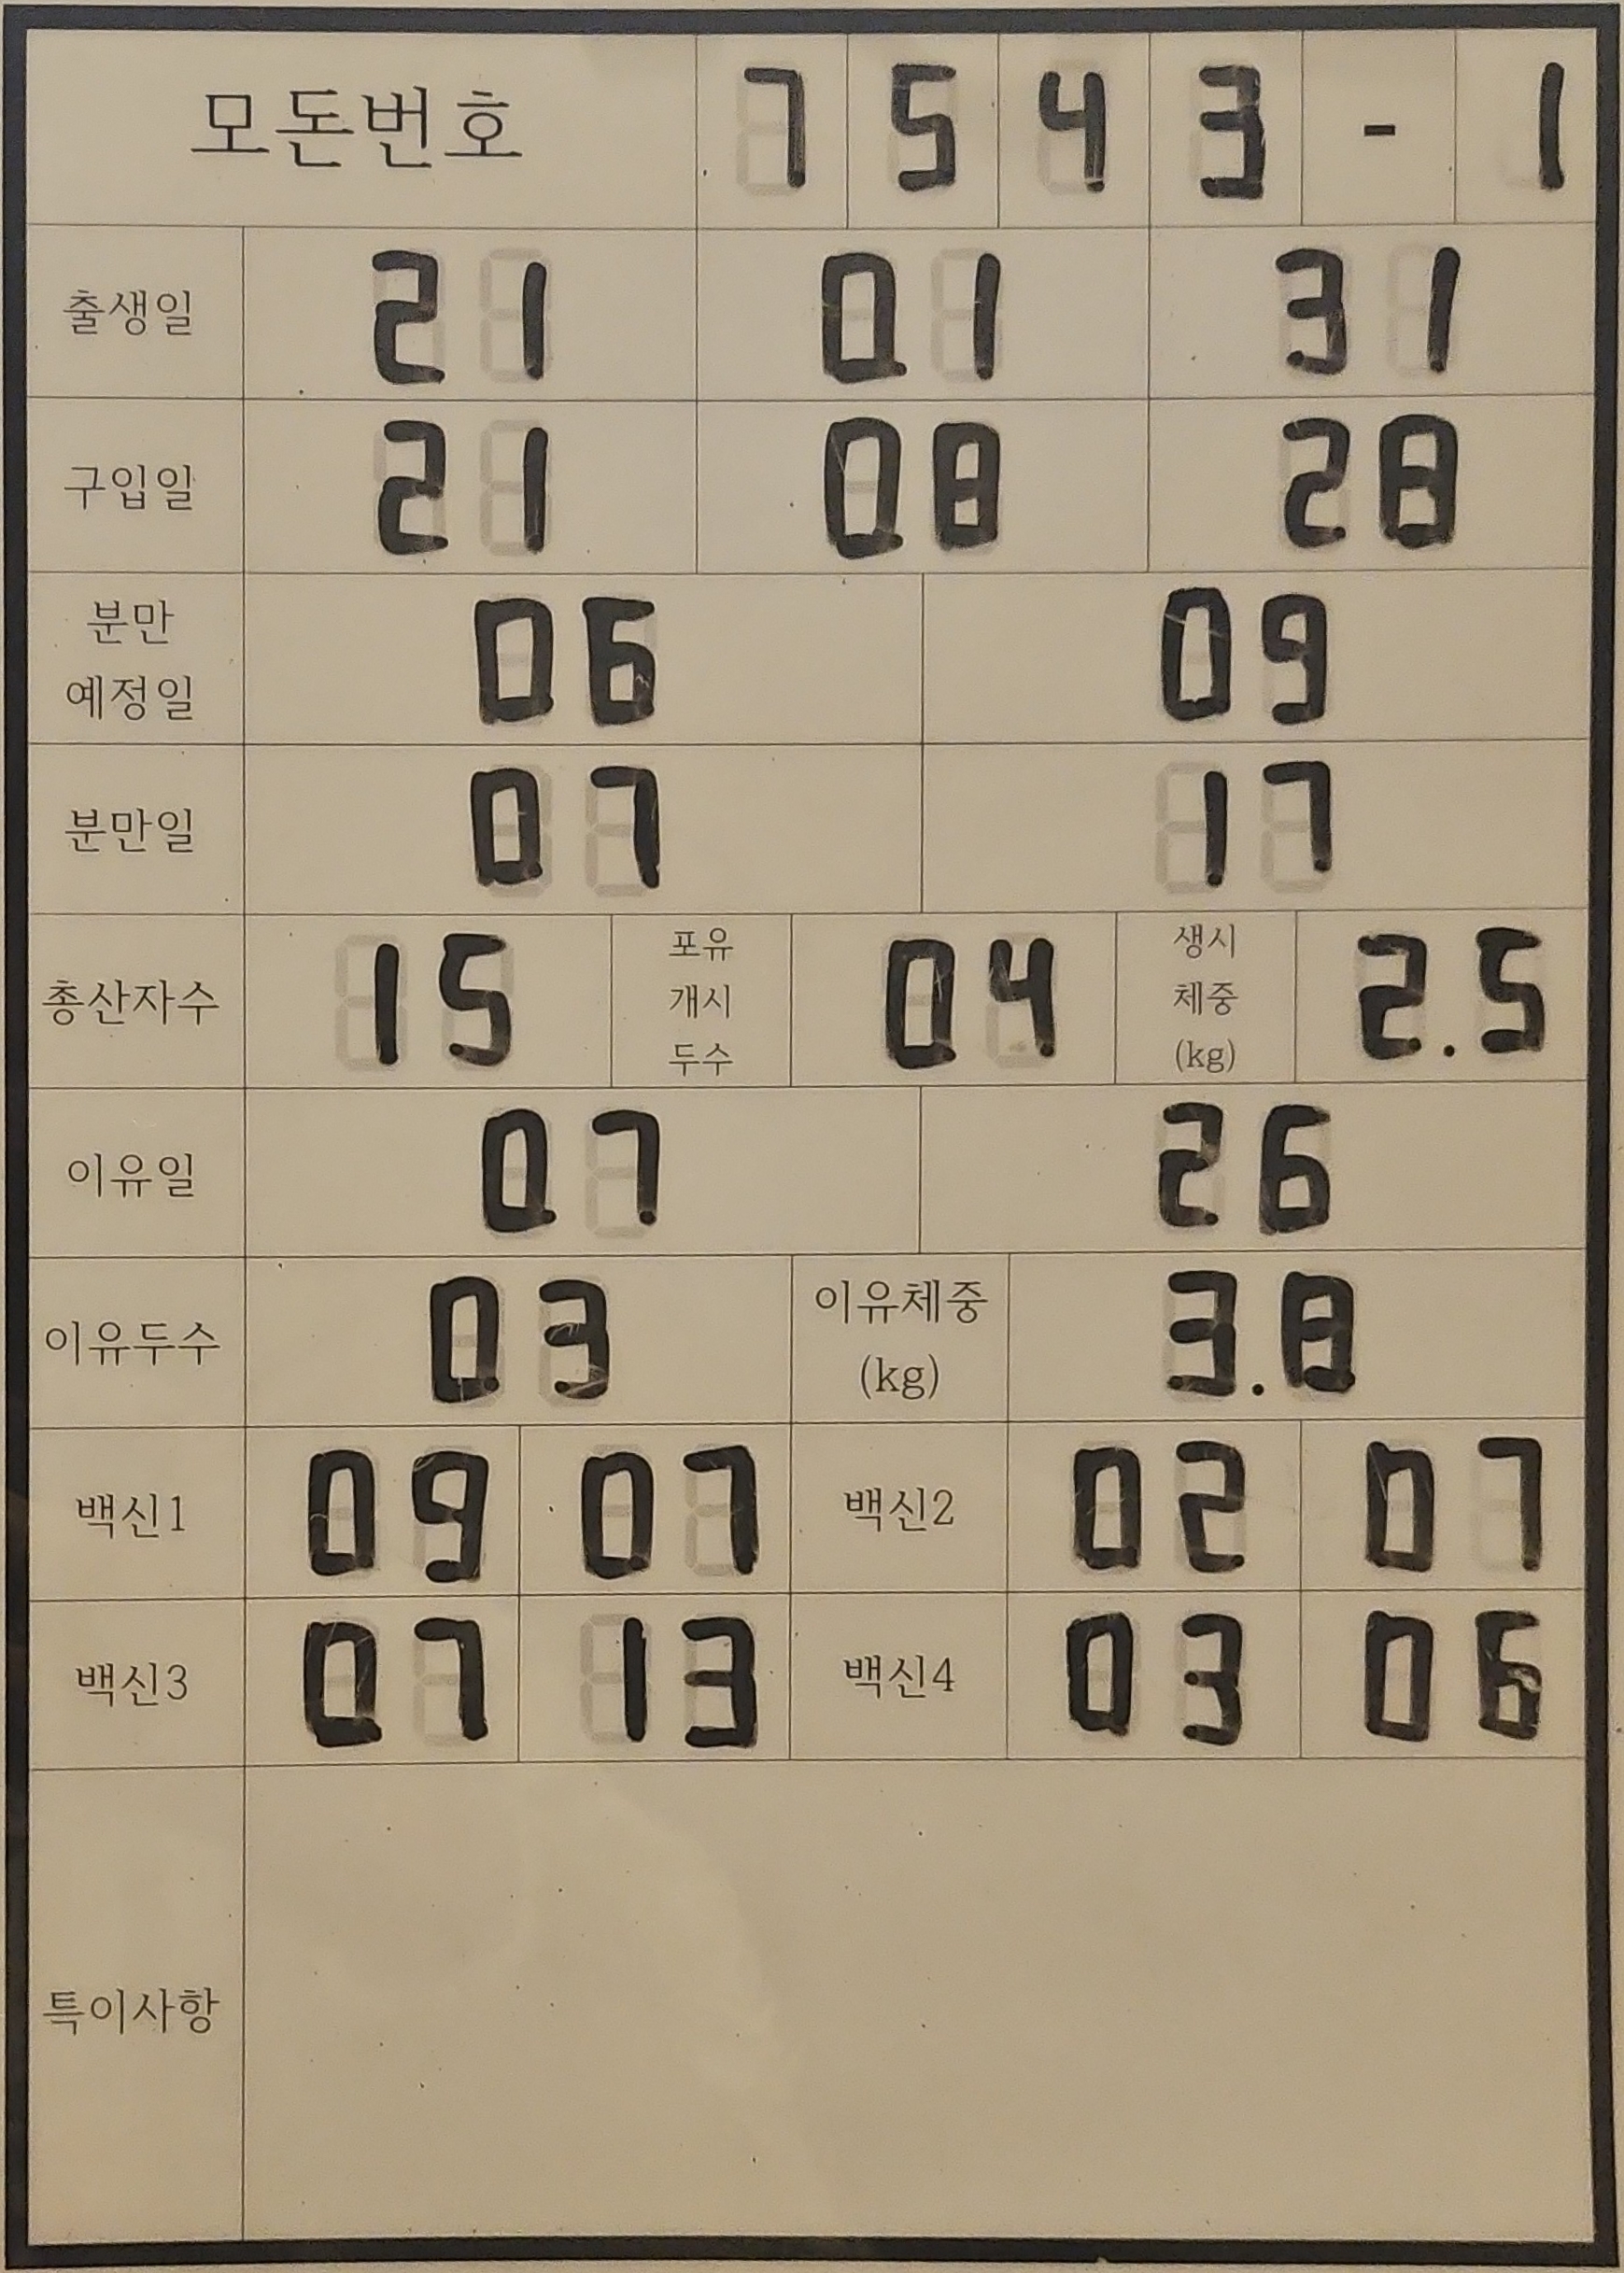 모돈번호 7 5 4 3 - 1
출생일 21 01 31
구입일 21 08 28
분만
예정일 06 09
분만일 07 17
총산자수 15 포유
개시
두수 04 생시
체중
(kg) 2.5
이유일 07 26
이유두수 03 이유체중
(kg) 3.8
백신1 09 07 백신2 02 07
백신3 07 13 백신4 03 06
특이사항